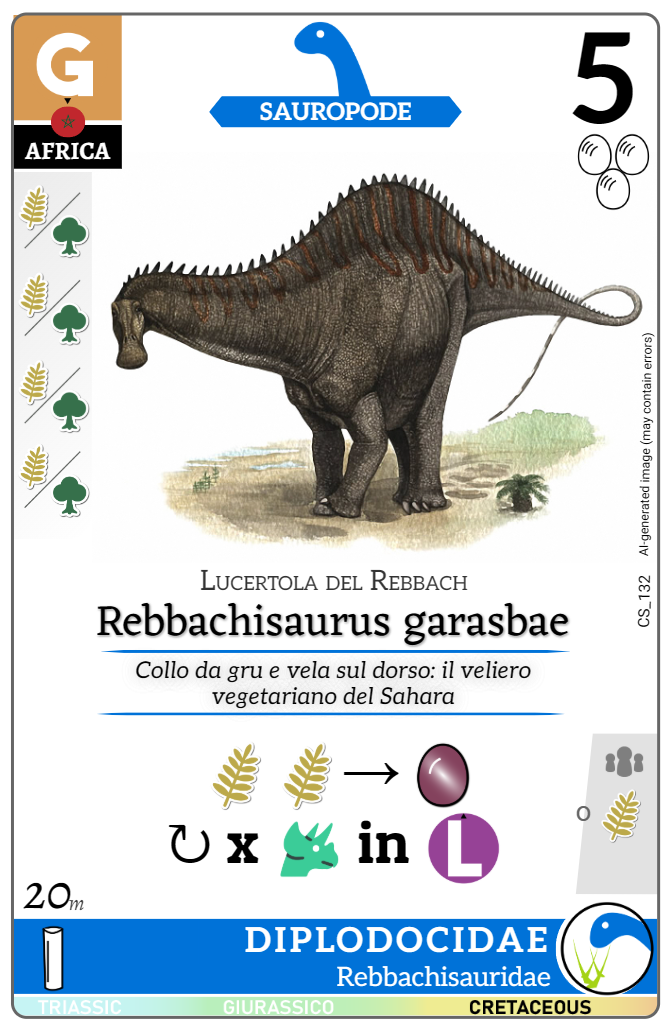 G
AFRICA
SAUROPODE
5
AI-generated image (may contain errors)
CS_132
Lucertola del Rebbach
Rebbachisaurus garasbae
Collo da gru e vela sul dorso: il veliero
vegetariano del Sahara
x in L
o
20m
DIPLODOCIDAE
Rebbachisauridae
TRIASSIC GIURASSICO CRETACEOUS